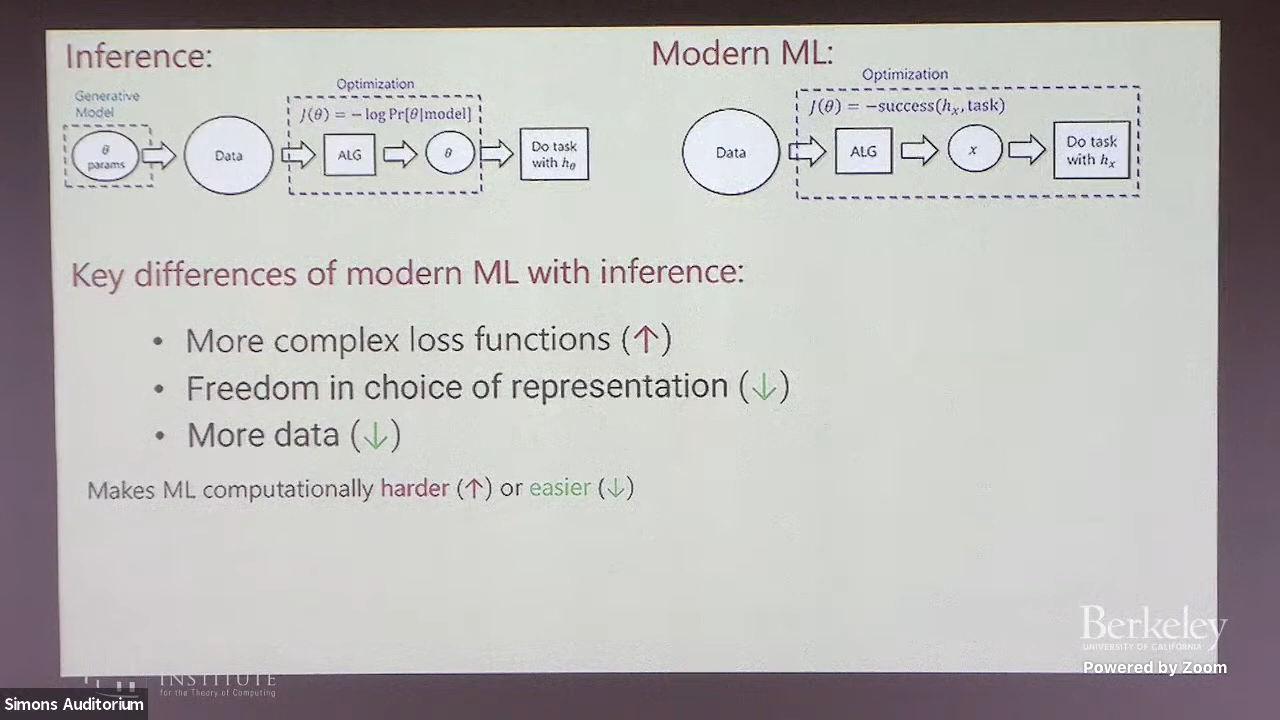 Inference:
Generative
Model
θ
params
Data
Optimization
J(θ) = −log Pr[θ|model]
ALG
θ
Do task
with hθ
Modern ML:
Data
Optimization
J(θ) = −success(hₓ, task)
ALG
x
Do task
with hₓ
Key differences of modern ML with inference:
• More complex loss functions (↑)
• Freedom in choice of representation (↓)
• More data (↓)
Makes ML computationally harder (↑) or easier (↓)
Berkeley
UNIVERSITY OF CALIFORNIA
Powered by Zoom
INSTITUTE
for the Theory of Computing
Simons Auditorium